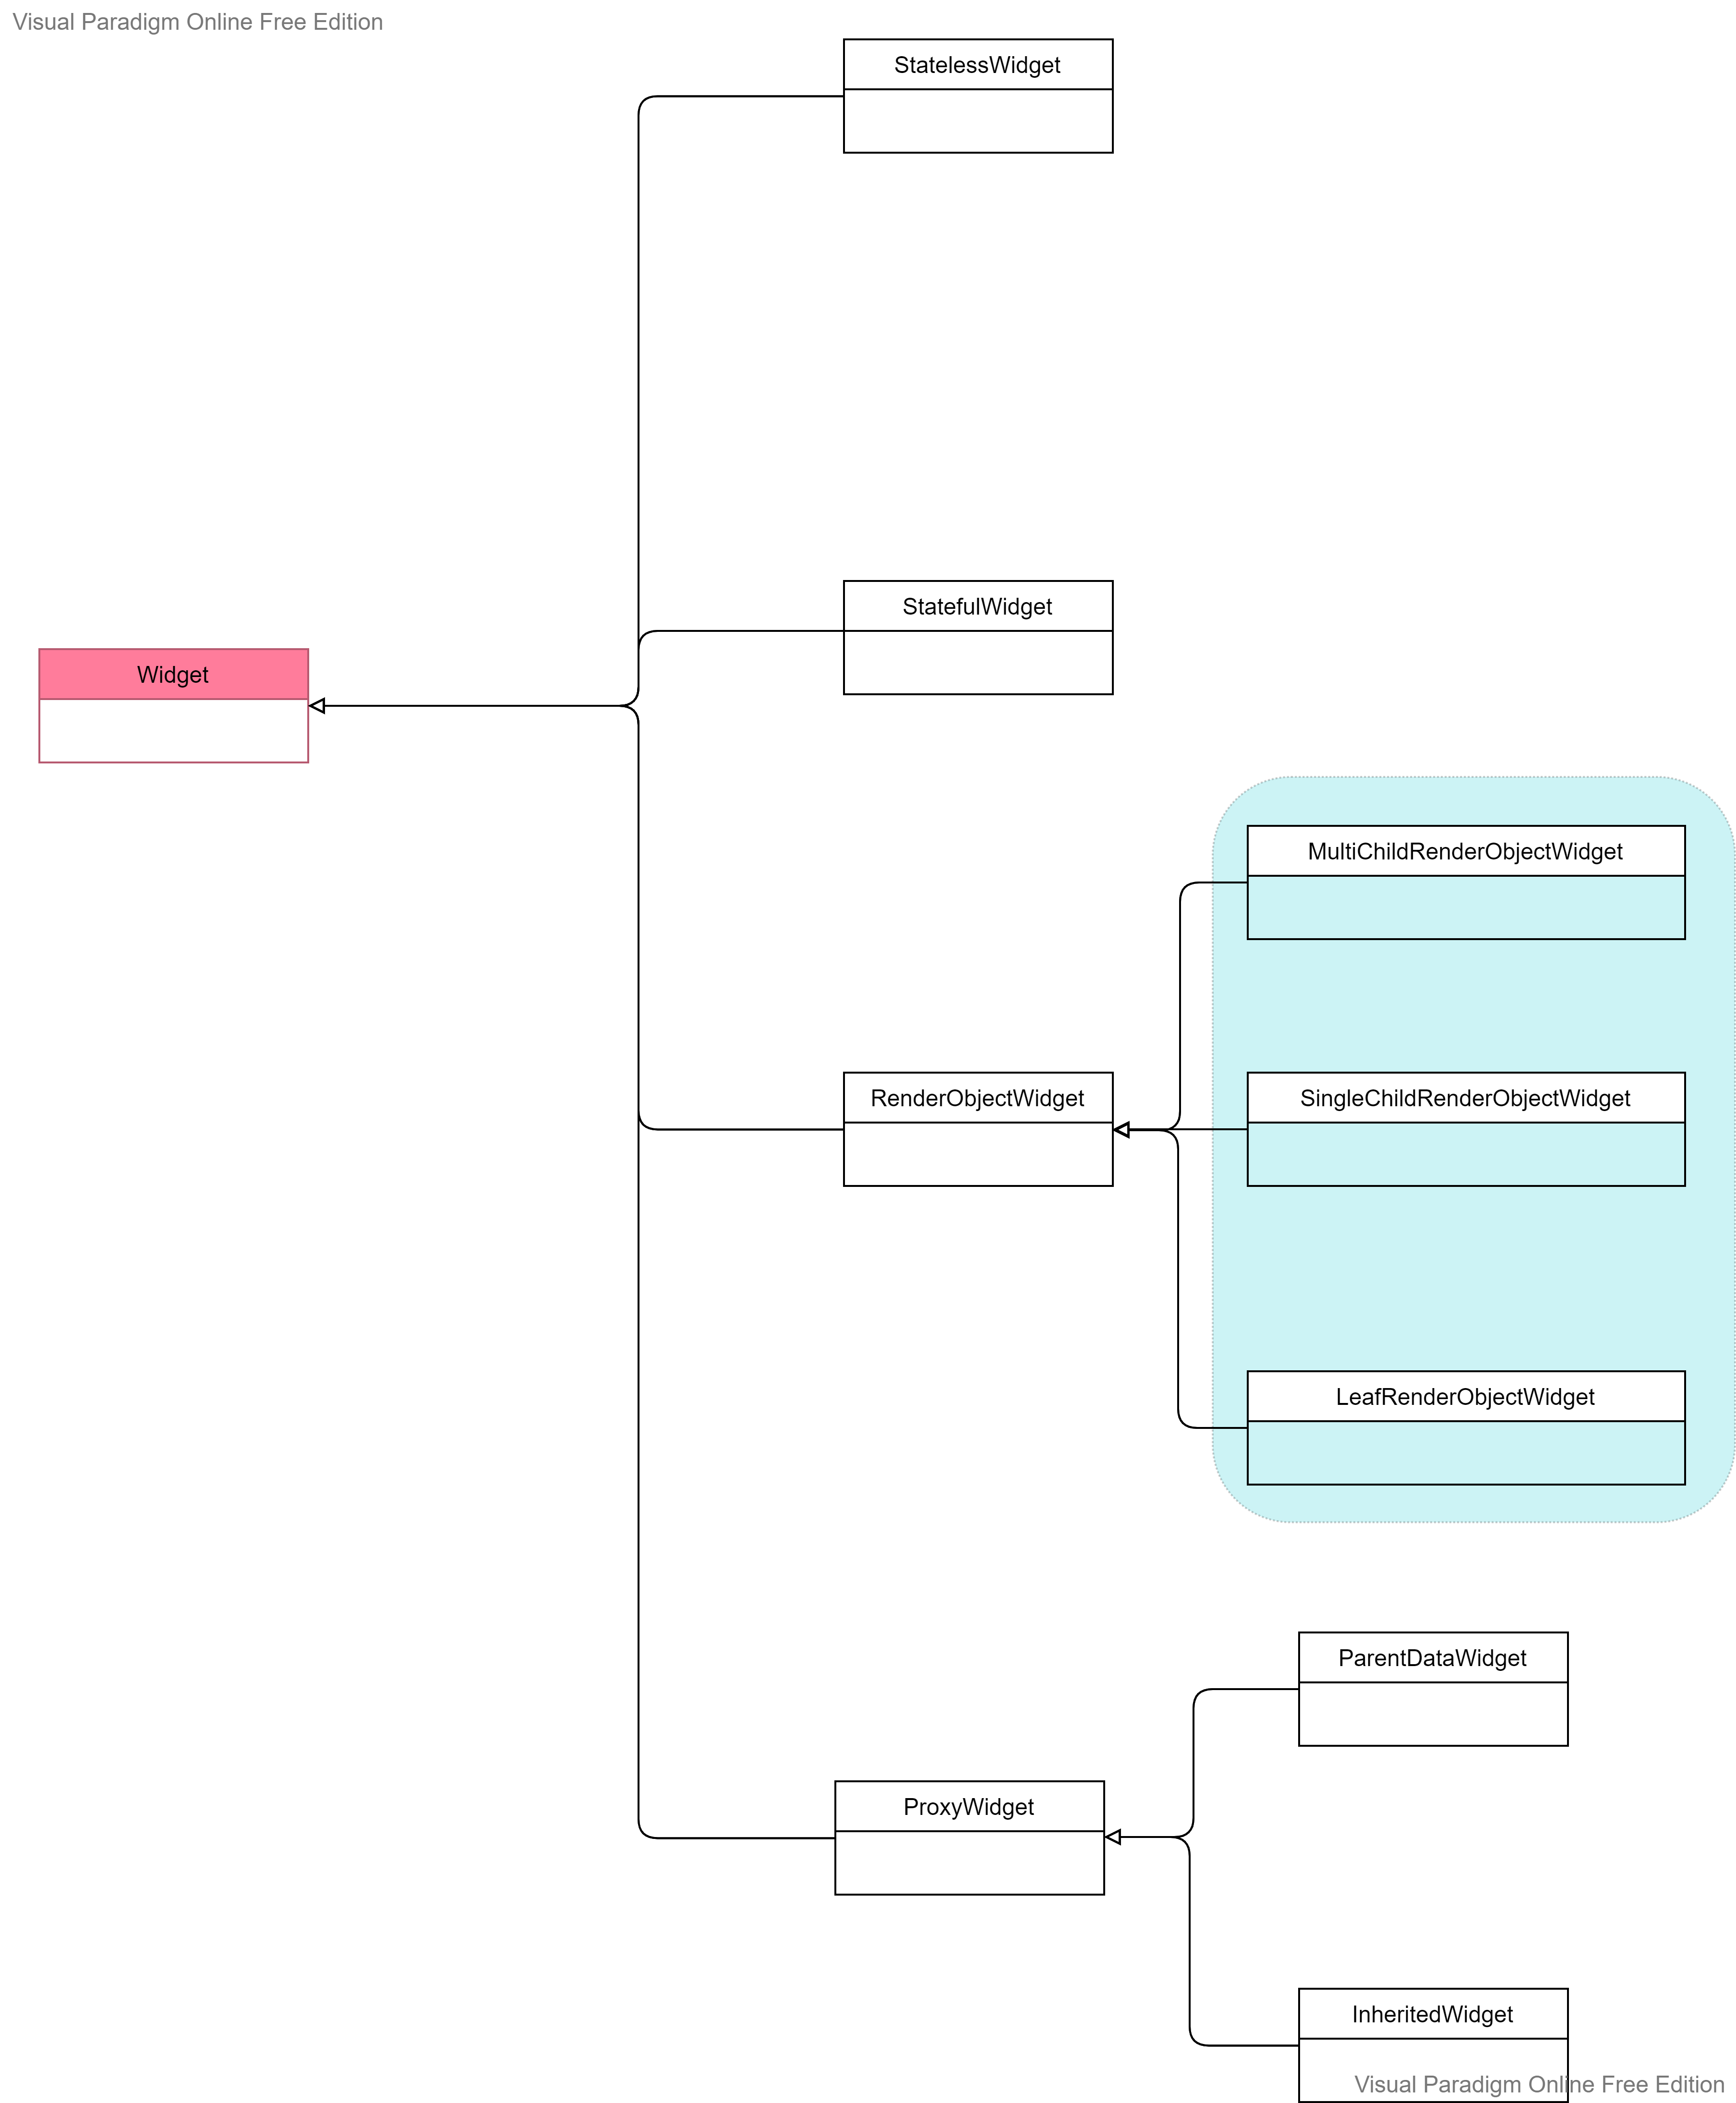 Visual Paradigm Online Free Edition
StatelessWidget
StatefulWidget
Widget
MultiChildRenderObjectWidget
RenderObjectWidget
SingleChildRenderObjectWidget
LeafRenderObjectWidget
ParentDataWidget
ProxyWidget
InheritedWidget
Visual Paradigm Online Free Edition